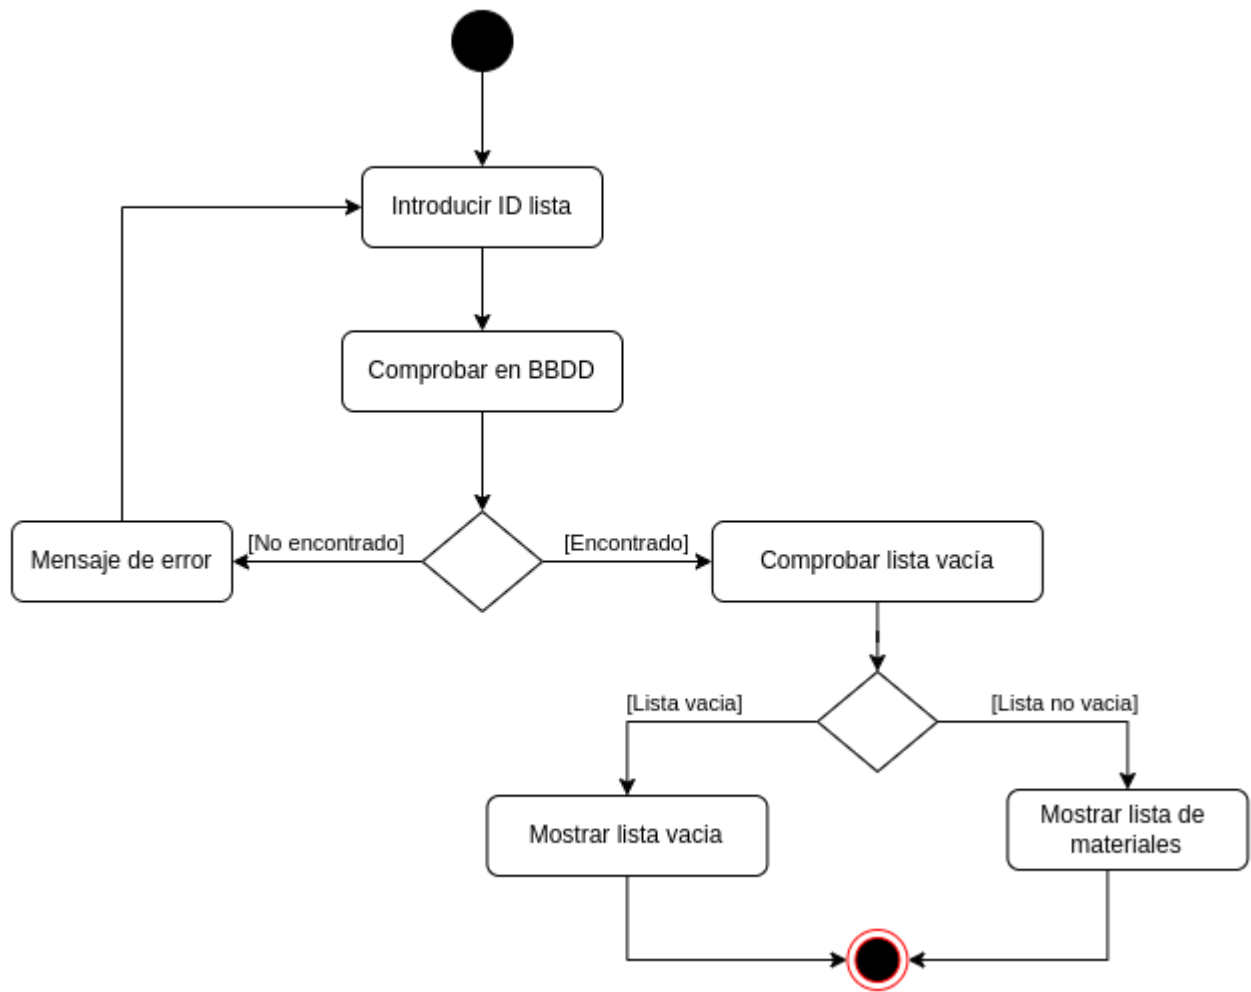 Introducir ID lista
Comprobar en BBDD
[No encontrado]
[Encontrado]
Mensaje de error
Comprobar lista vacía
[Lista vacia]
[Lista no vacia]
Mostrar lista vacia
Mostrar lista de
materiales